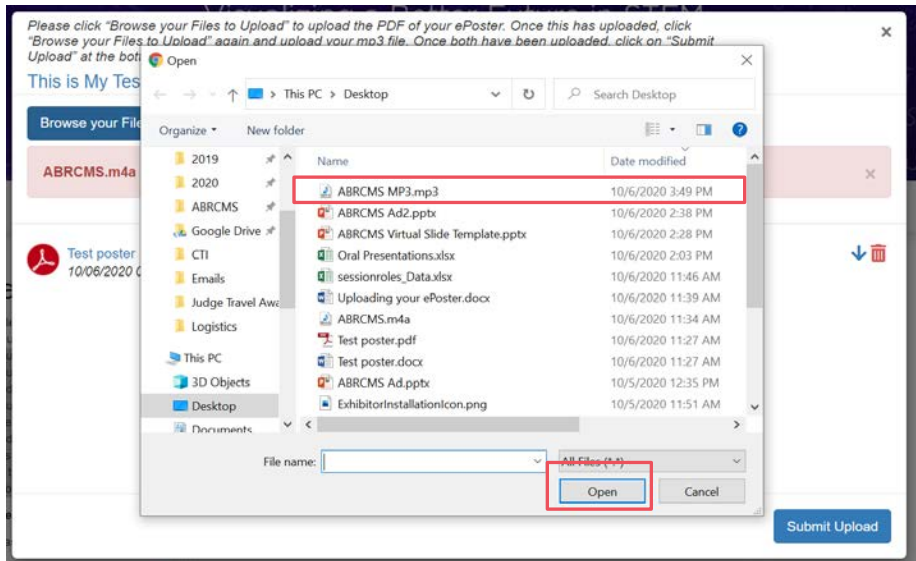 Visualizing a Better Future in STEM
Please click "Browse your Files to Upload" to upload the PDF of your ePoster. Once this has uploaded, click
"Browse your Files to Upload" again and upload your mp3 file. Once both have been uploaded, click on "Submit
Upload" at the bott
×
This is My Tes
Browse your File
ABRCMS.m4a
×
Test poster
10/06/2020
Open
×
This PC > Desktop
Search Desktop
Organize
New folder
?
2019
2020
ABRCMS
Google Drive
CTI
Emails
Judge Travel Awa
Logistics
This PC
3D Objects
Desktop
Documents
Name Date modified
ABRCMS MP3.mp3 10/6/2020 3:49 PM
ABRCMS Ad2.pptx 10/6/2020 2:38 PM
ABRCMS Virtual Slide Template.pptx 10/6/2020 2:28 PM
Oral Presentations.xlsx 10/6/2020 2:03 PM
sessionroles_Data.xlsx 10/6/2020 11:46 AM
Uploading your ePoster.docx 10/6/2020 11:39 AM
ABRCMS.m4a 10/6/2020 11:34 AM
Test poster.pdf 10/6/2020 11:27 AM
Test poster.docx 10/6/2020 11:27 AM
ABRCMS Ad.pptx 10/5/2020 12:35 PM
ExhibitorInstallationIcon.png 10/5/2020 11:51 AM
File name:
All Files (*.*)
Open
Cancel
Submit Upload